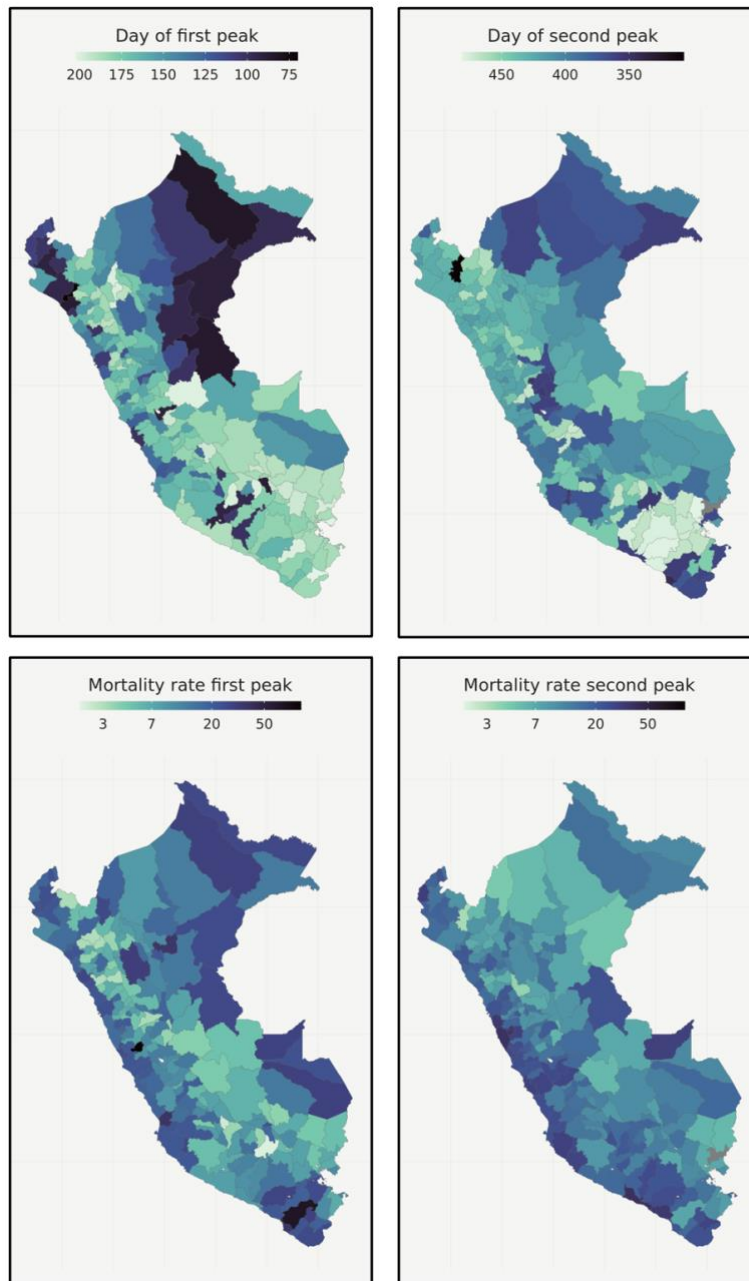 Day of first peak
200 175 150 125 100 75
Day of second peak
450 400 350
Mortality rate first peak
3 7 20 50
Mortality rate second peak
3 7 20 50